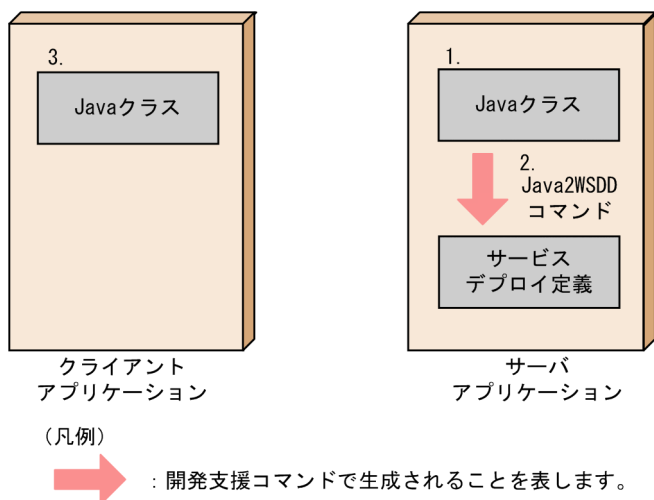 3.
Javaクラス
クライアント
アプリケーション
1.
Javaクラス
2.
Java2WSDD
コマンド
サービス
デプロイ定義
サーバ
アプリケーション
(凡例)
:開発支援コマンドで生成されることを表します。